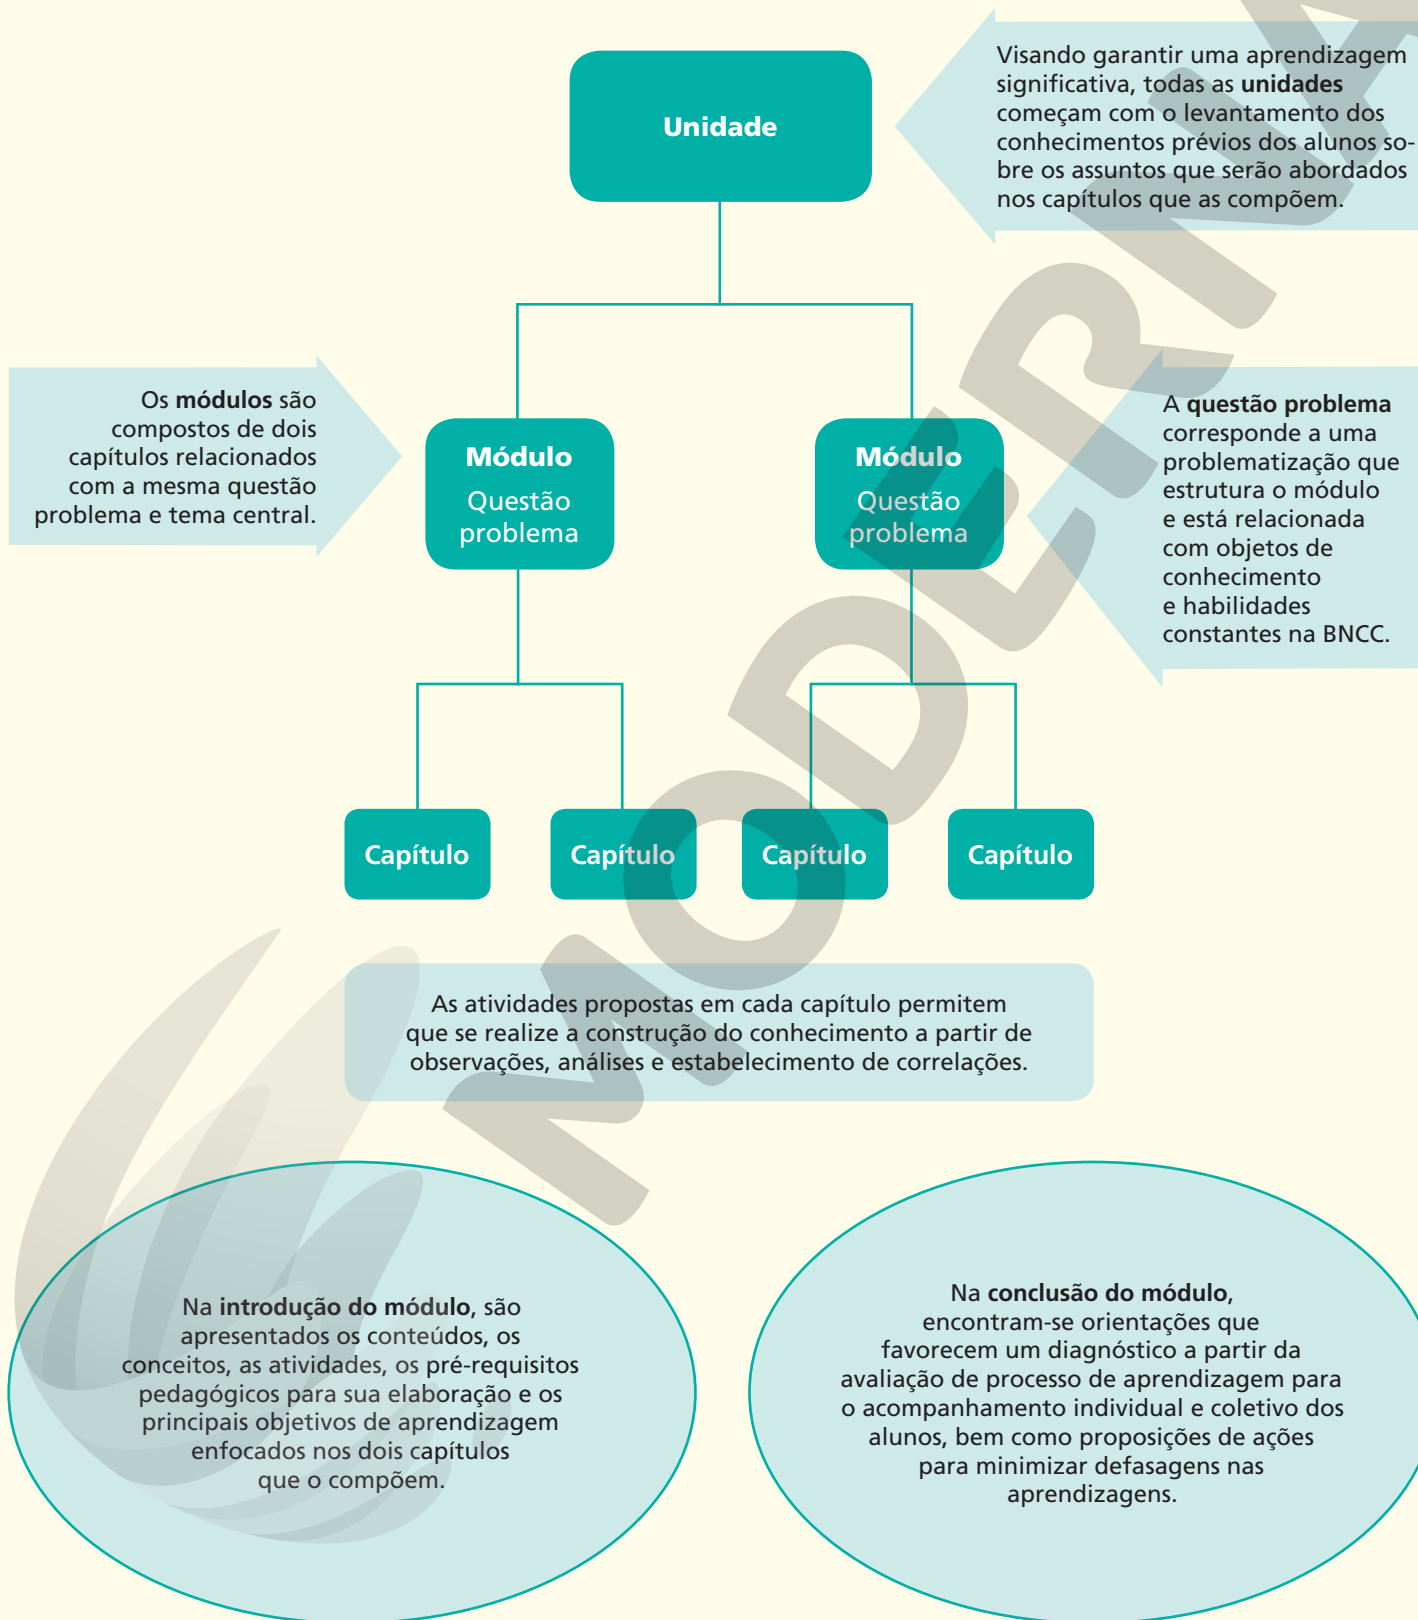 Unidade
Visando garantir uma aprendizagem
significativa, todas as unidades
começam com o levantamento dos
conhecimentos prévios dos alunos so-
bre os assuntos que serão abordados
nos capítulos que as compõem.
Os módulos são
compostos de dois
capítulos relacionados
com a mesma questão
problema e tema central.
Módulo
Questão
problema
Módulo
Questão
problema
A questão problema
corresponde a uma
problematização que
estrutura o módulo
e está relacionada
com objetos de
conhecimento
e habilidades
constantes na BNCC.
Capítulo
Capítulo
Capítulo
Capítulo
As atividades propostas em cada capítulo permitem
que se realize a construção do conhecimento a partir de
observações, análises e estabelecimento de correlações.
Na introdução do módulo, são
apresentados os conteúdos, os
conceitos, as atividades, os pré-requisitos
pedagógicos para sua elaboração e os
principais objetivos de aprendizagem
enfocados nos dois capítulos
que o compõem.
Na conclusão do módulo,
encontram-se orientações que
favorecem um diagnóstico a partir da
avaliação de processo de aprendizagem para
o acompanhamento individual e coletivo dos
alunos, bem como proposições de ações
para minimizar defasagens nas
aprendizagens.
MODERNA